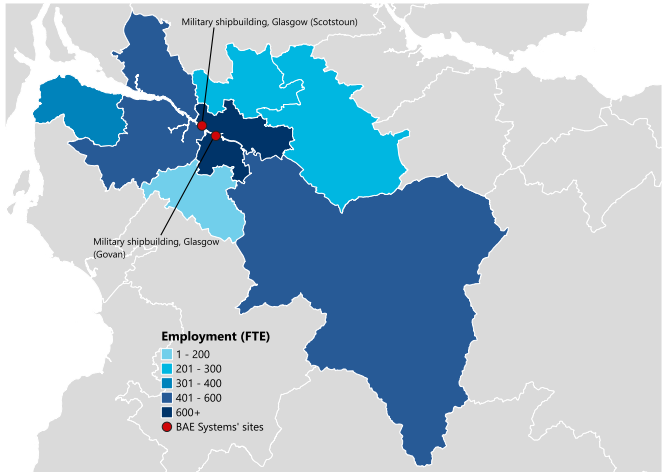 Military shipbuilding, Glasgow (Scotstoun)
Military shipbuilding, Glasgow
(Govan)
Employment (FTE)
1 - 200
201 - 300
301 - 400
401 - 600
600+
BAE Systems' sites